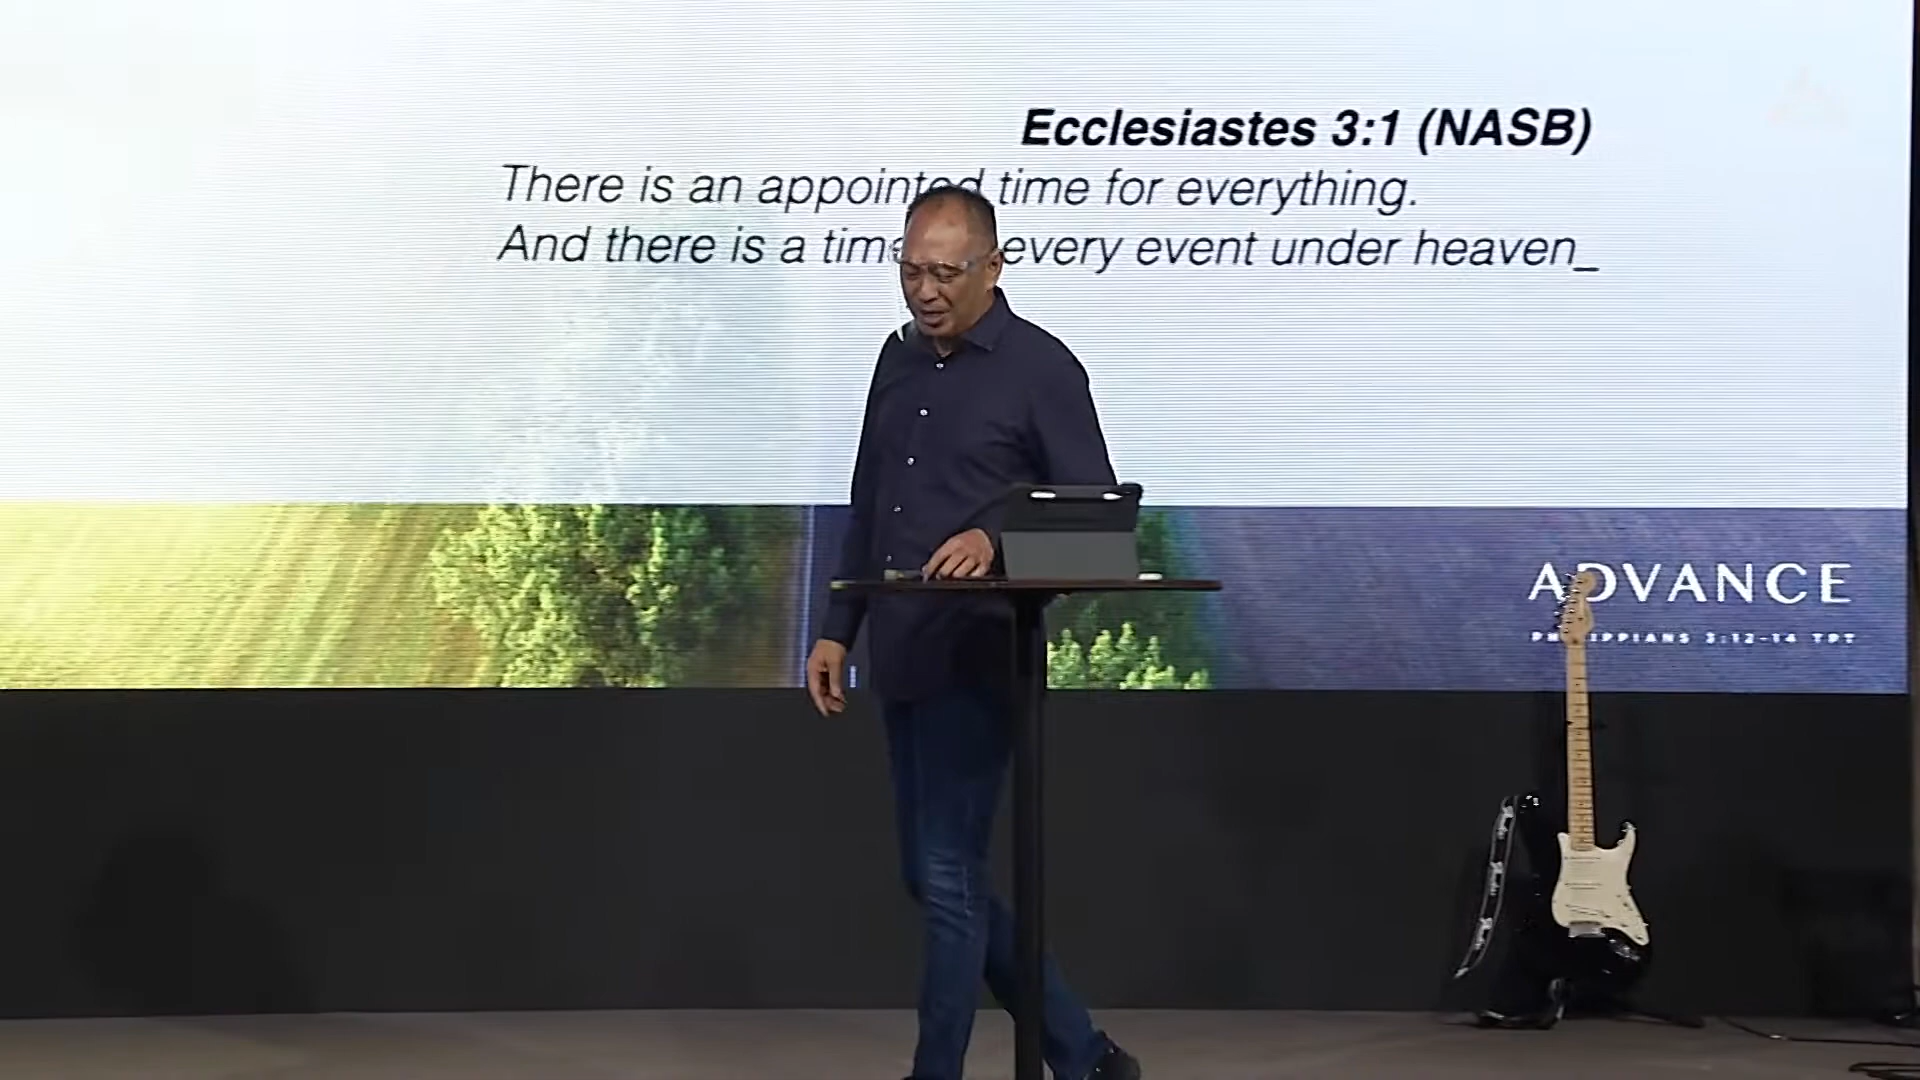 Ecclesiastes 3:1 (NASB)
There is an appointed time for everything.
And there is a time every event under heaven_
ADVANCE
PHILIPPIANS 3:12-14 TPT